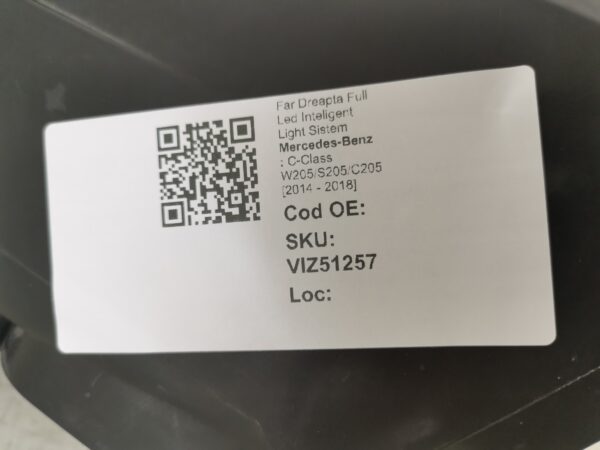 Far Dreapta Full
Led Inteligent
Light Sistem
Mercedes-Benz
: C-Class
W205/S205/C205
[2014 - 2018]
Cod OE:
SKU:
VIZ51257
Loc: